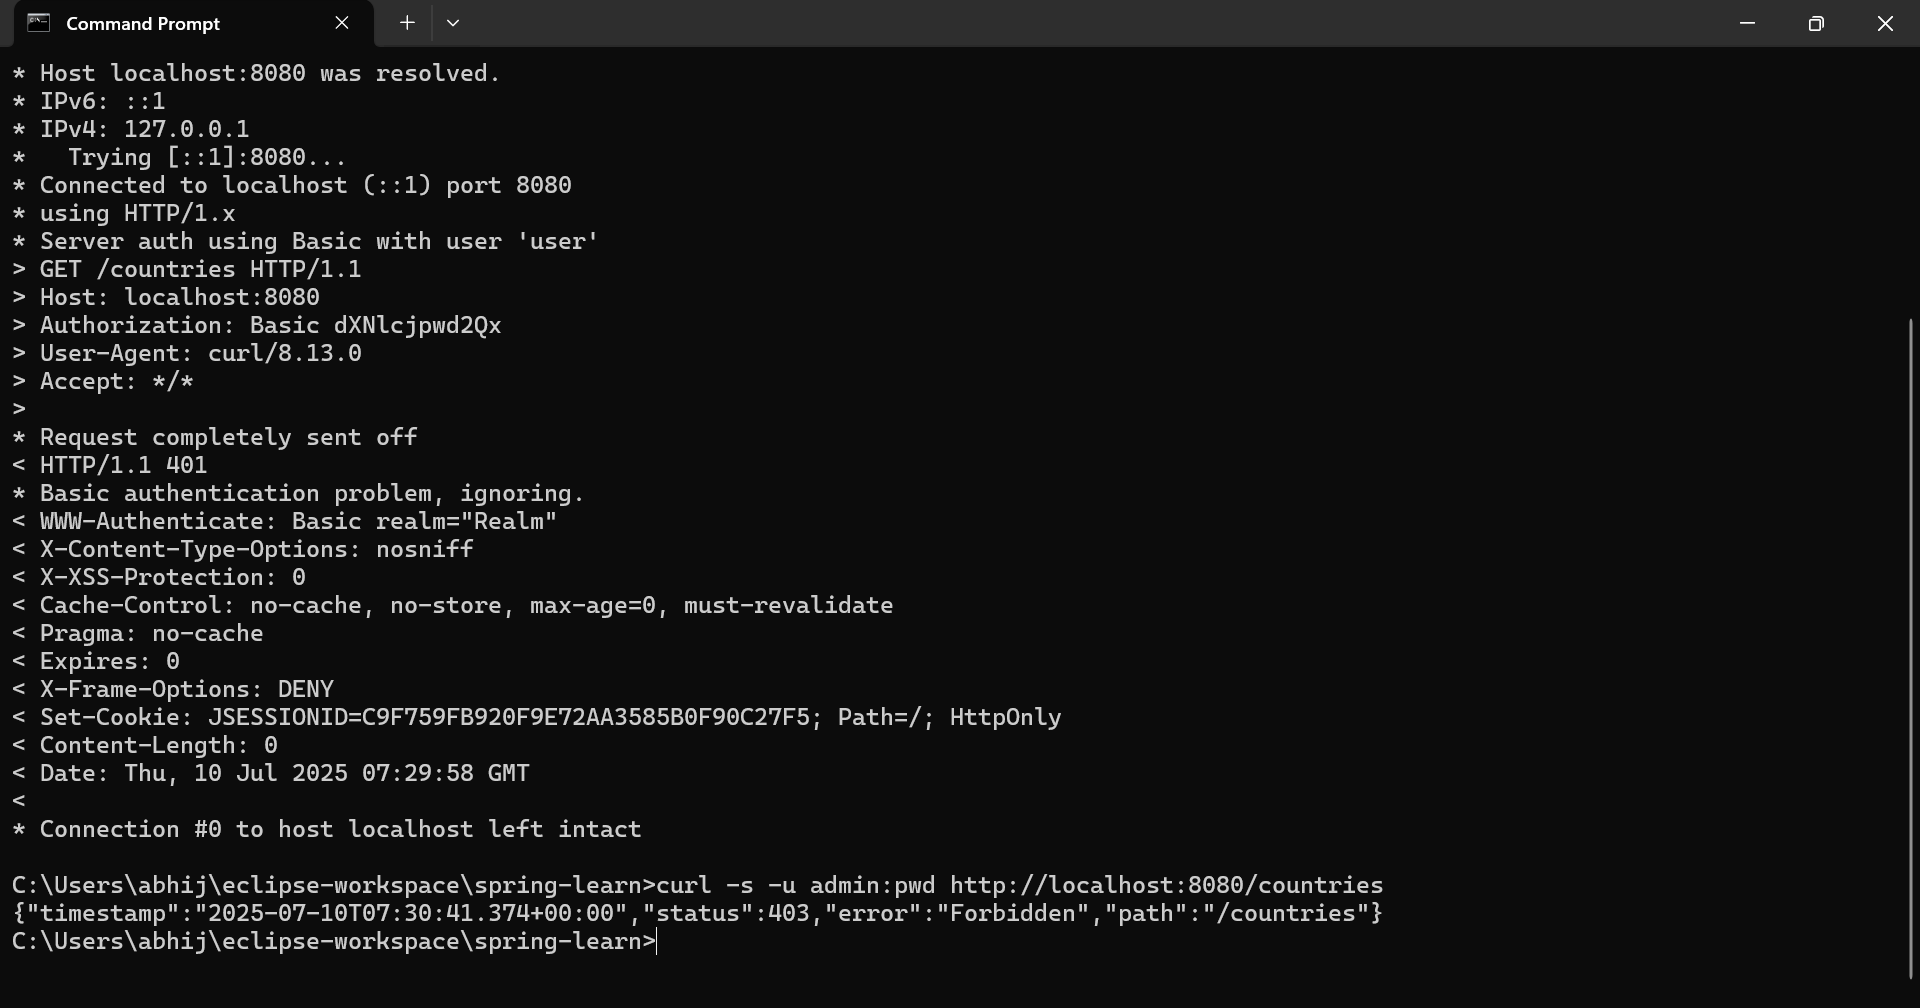 Command Prompt
* Host localhost:8080 was resolved.
* IPv6: ::1
* IPv4: 127.0.0.1
*   Trying [::1]:8080...
* Connected to localhost (::1) port 8080
* using HTTP/1.x
* Server auth using Basic with user 'user'
> GET /countries HTTP/1.1
> Host: localhost:8080
> Authorization: Basic dXNlcjpwd2Qx
> User-Agent: curl/8.13.0
> Accept: */*
>
* Request completely sent off
< HTTP/1.1 401
* Basic authentication problem, ignoring.
< WWW-Authenticate: Basic realm="Realm"
< X-Content-Type-Options: nosniff
< X-XSS-Protection: 0
< Cache-Control: no-cache, no-store, max-age=0, must-revalidate
< Pragma: no-cache
< Expires: 0
< X-Frame-Options: DENY
< Set-Cookie: JSESSIONID=C9F759FB920F9E72AA3585B0F90C27F5; Path=/; HttpOnly
< Content-Length: 0
< Date: Thu, 10 Jul 2025 07:29:58 GMT
<
* Connection #0 to host localhost left intact
C:\Users\abhij\eclipse-workspace\spring-learn>curl -s -u admin:pwd http://localhost:8080/countries
{"timestamp":"2025-07-10T07:30:41.374+00:00","status":403,"error":"Forbidden","path":"/countries"}
C:\Users\abhij\eclipse-workspace\spring-learn>